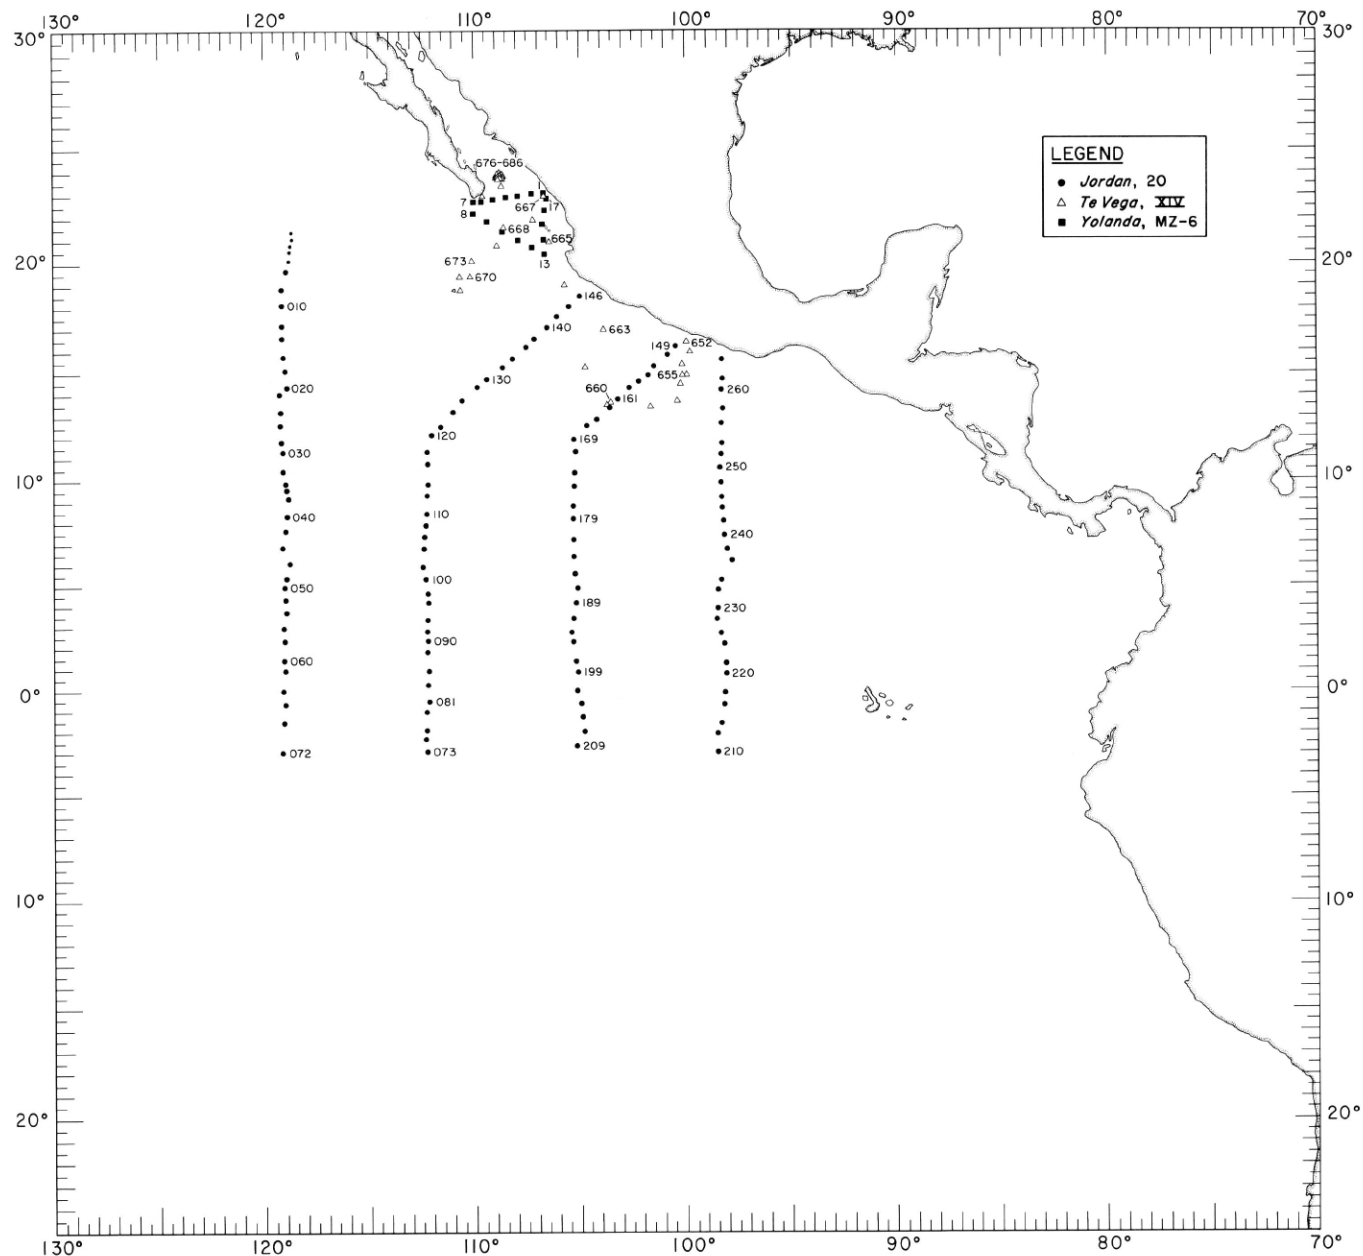 130° 120° 110° 100° 90° 80° 70°
30° 30°
LEGEND
● Jordan, 20
△ Te Vega, XIV
■ Yolanda, MZ-6
676-686
1
7 667 17
8
668 665
20° 673 13 20°
670
146
010
140 663
149 652
130 655
020 660 161 260
120 169
030
10° 250 10°
040 110 179
240
050 100 189
230
090
060 199 220
0° 081 0°
072 073 209 210
10° 10°
20° 20°
130° 120° 110° 100° 90° 80° 70°